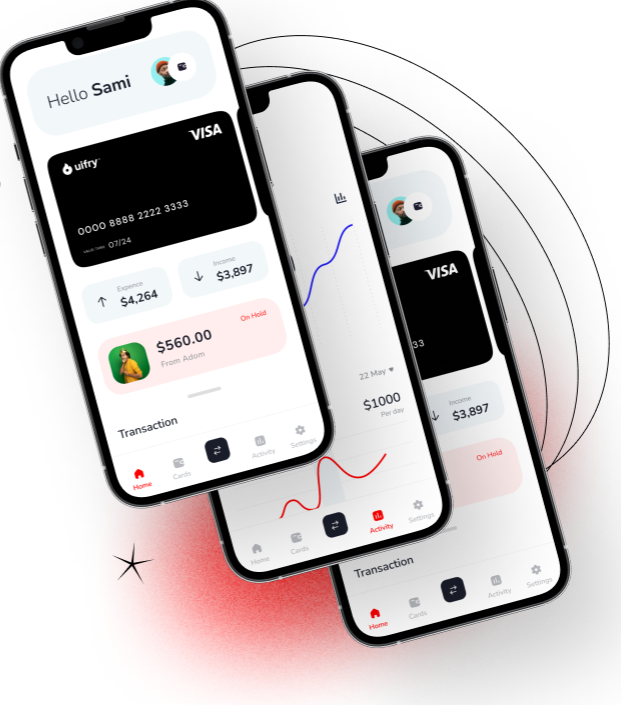 Hello Sami
uifry
VISA
0000 8888 2222 3333
07/24
Expence
$4,264
Income
$3,897
$560.00
From Adom
On Hold
Transaction
Home
Cards
Activity
Settings
22 May
$1000
Per day
Home
Cards
Activity
Settings
VISA
33
Income
$3,897
On Hold
Transaction
Home
Cards
Activity
Settings